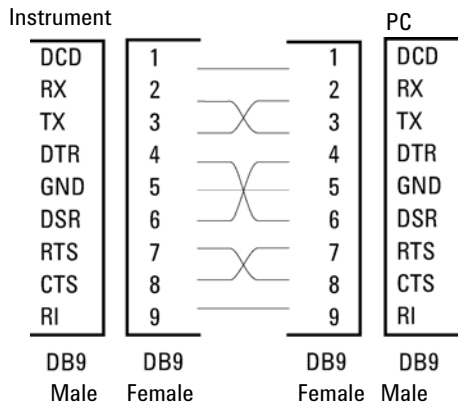 Instrument PC
DCD 1 1 DCD
RX 2 2 RX
TX 3 3 TX
DTR 4 4 DTR
GND 5 5 GND
DSR 6 6 DSR
RTS 7 7 RTS
CTS 8 8 CTS
RI 9 9 RI
DB9 DB9 DB9 DB9
Male Female Female Male